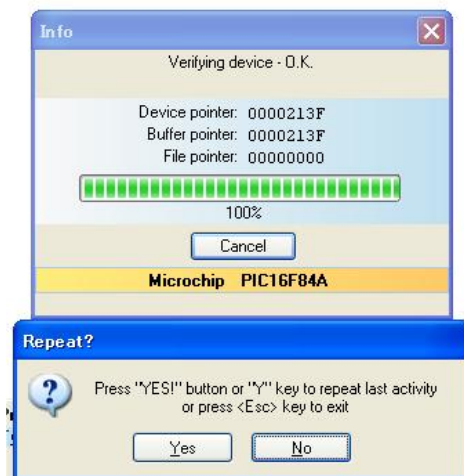 Info
Verifying device - O.K.
Device pointer: 0000213F
Buffer pointer: 0000213F
File pointer: 00000000
100%
Cancel
Microchip PIC16F84A
Repeat?
Press "YES!" button or "Y" key to repeat last activity
or press <Esc> key to exit
Yes No